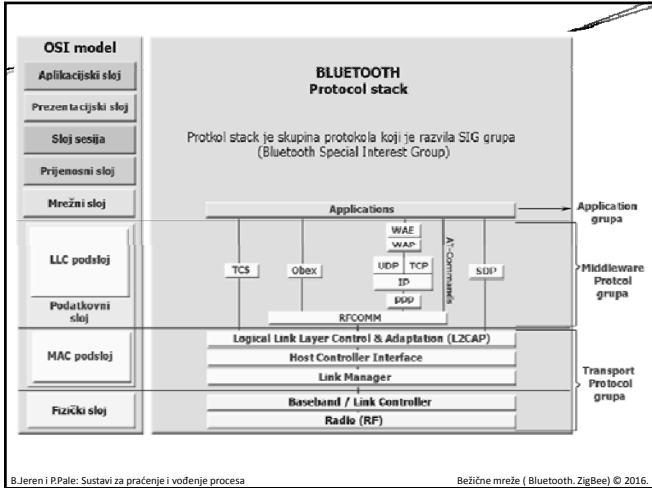 OSI model
Aplikacijski sloj
Prezentacijski sloj
Sloj sesija
Prijenosni sloj
Mrežni sloj
LLC podsloj
Podatkovni
sloj
MAC podsloj
Fizički sloj
BLUETOOTH
Protocol stack
Protkol stack je skupina protokola koji je razvila SIG grupa
(Bluetooth Special Interest Group)
Applications
WAE
WAP
UDP TCP
IP
PPP
AT-Commands
TCS
Obex
SDP
RFCOMM
Logical Link Layer Control & Adaptation (L2CAP)
Host Controller Interface
Link Manager
Baseband / Link Controller
Radio (RF)
Application
grupa
Middleware
Protcol
grupa
Transport
Protocol
grupa
B.Jeren i P.Pale: Sustavi za praćenje i vođenje procesa
Bežične mreže ( Bluetooth. ZigBee) © 2016.